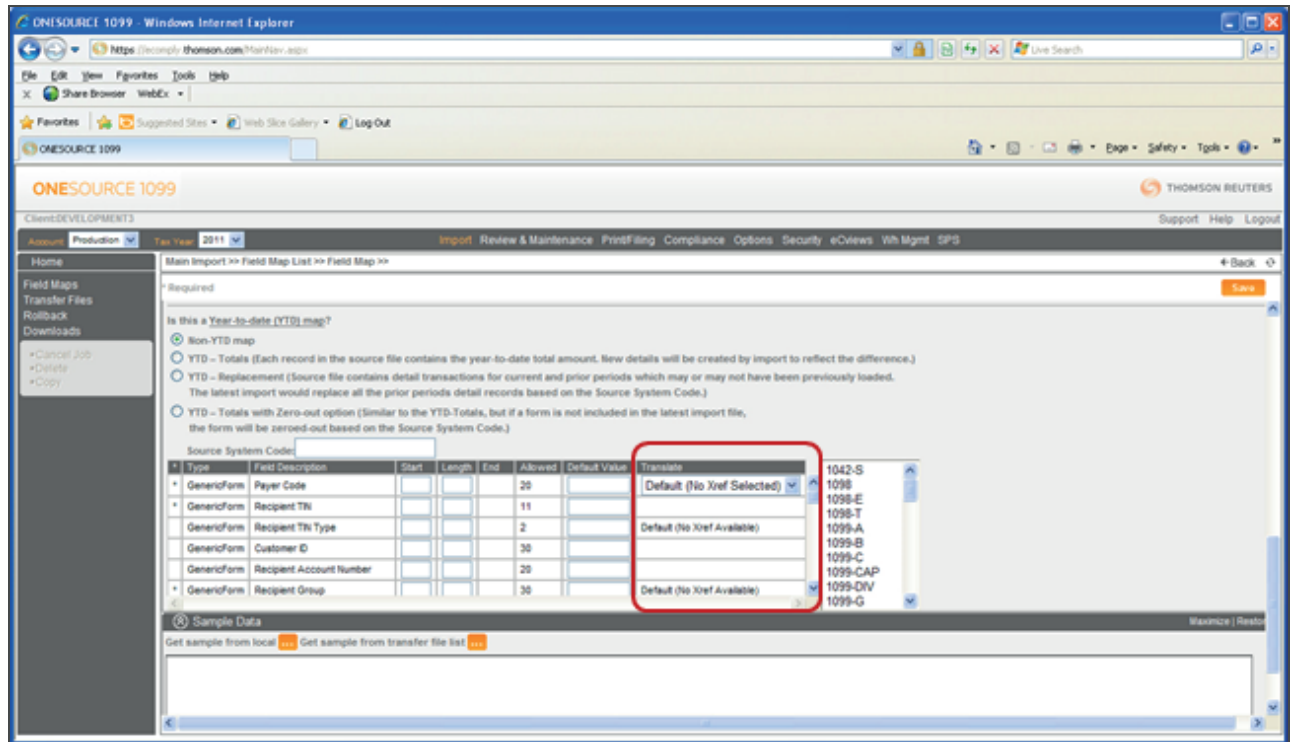 ONESOURCE 1099 - Windows Internet Explorer
https://ecomply.thomson.com/MainNav.aspx
Live Search
File Edit View Favorites Tools Help
X Share Browser WebEx
Favorites Suggested Sites Web Slice Gallery Log Out
ONESOURCE 1099 Page Safety Tools
ONESOURCE 1099 THOMSON REUTERS
Client:DEVELOPMENT3 Support Help Logout
Account: Production Tax Year: 2011 Import Review & Maintenance Print/Filing Compliance Options Security eCviews Wh Mgmt SPS
Home Main Import >> Field Map List >> Field Map >> Back
Field Maps
Transfer Files
Rollback
Downloads
•Cancel Job
•Delete
•Copy
* Required Save
Is this a Year-to-date (YTD) map?
Non-YTD map
YTD – Totals (Each record in the source file contains the year-to-date total amount. New details will be created by import to reflect the difference.)
YTD – Replacement (Source file contains detail transactions for current and prior periods which may or may not have been previously loaded.
The latest import would replace all the prior periods detail records based on the Source System Code.)
YTD – Totals with Zero-out option (Similar to the YTD-Totals, but if a form is not included in the latest import file,
the form will be zeroed-out based on the Source System Code.)
Source System Code:
* Type Field Description Start Length End Allowed Default Value Translate
* GenericForm Payer Code 20 Default (No Xref Selected)
* GenericForm Recipient TIN 11
GenericForm Recipient TIN Type 2 Default (No Xref Available)
GenericForm Customer ID 30
GenericForm Recipient Account Number 20
* GenericForm Recipient Group 30 Default (No Xref Available)
1042-S
1098
1098-E
1098-T
1099-A
1099-B
1099-C
1099-CAP
1099-DIV
1099-G
Sample Data Maximize | Restor
Get sample from local ... Get sample from transfer file list ...